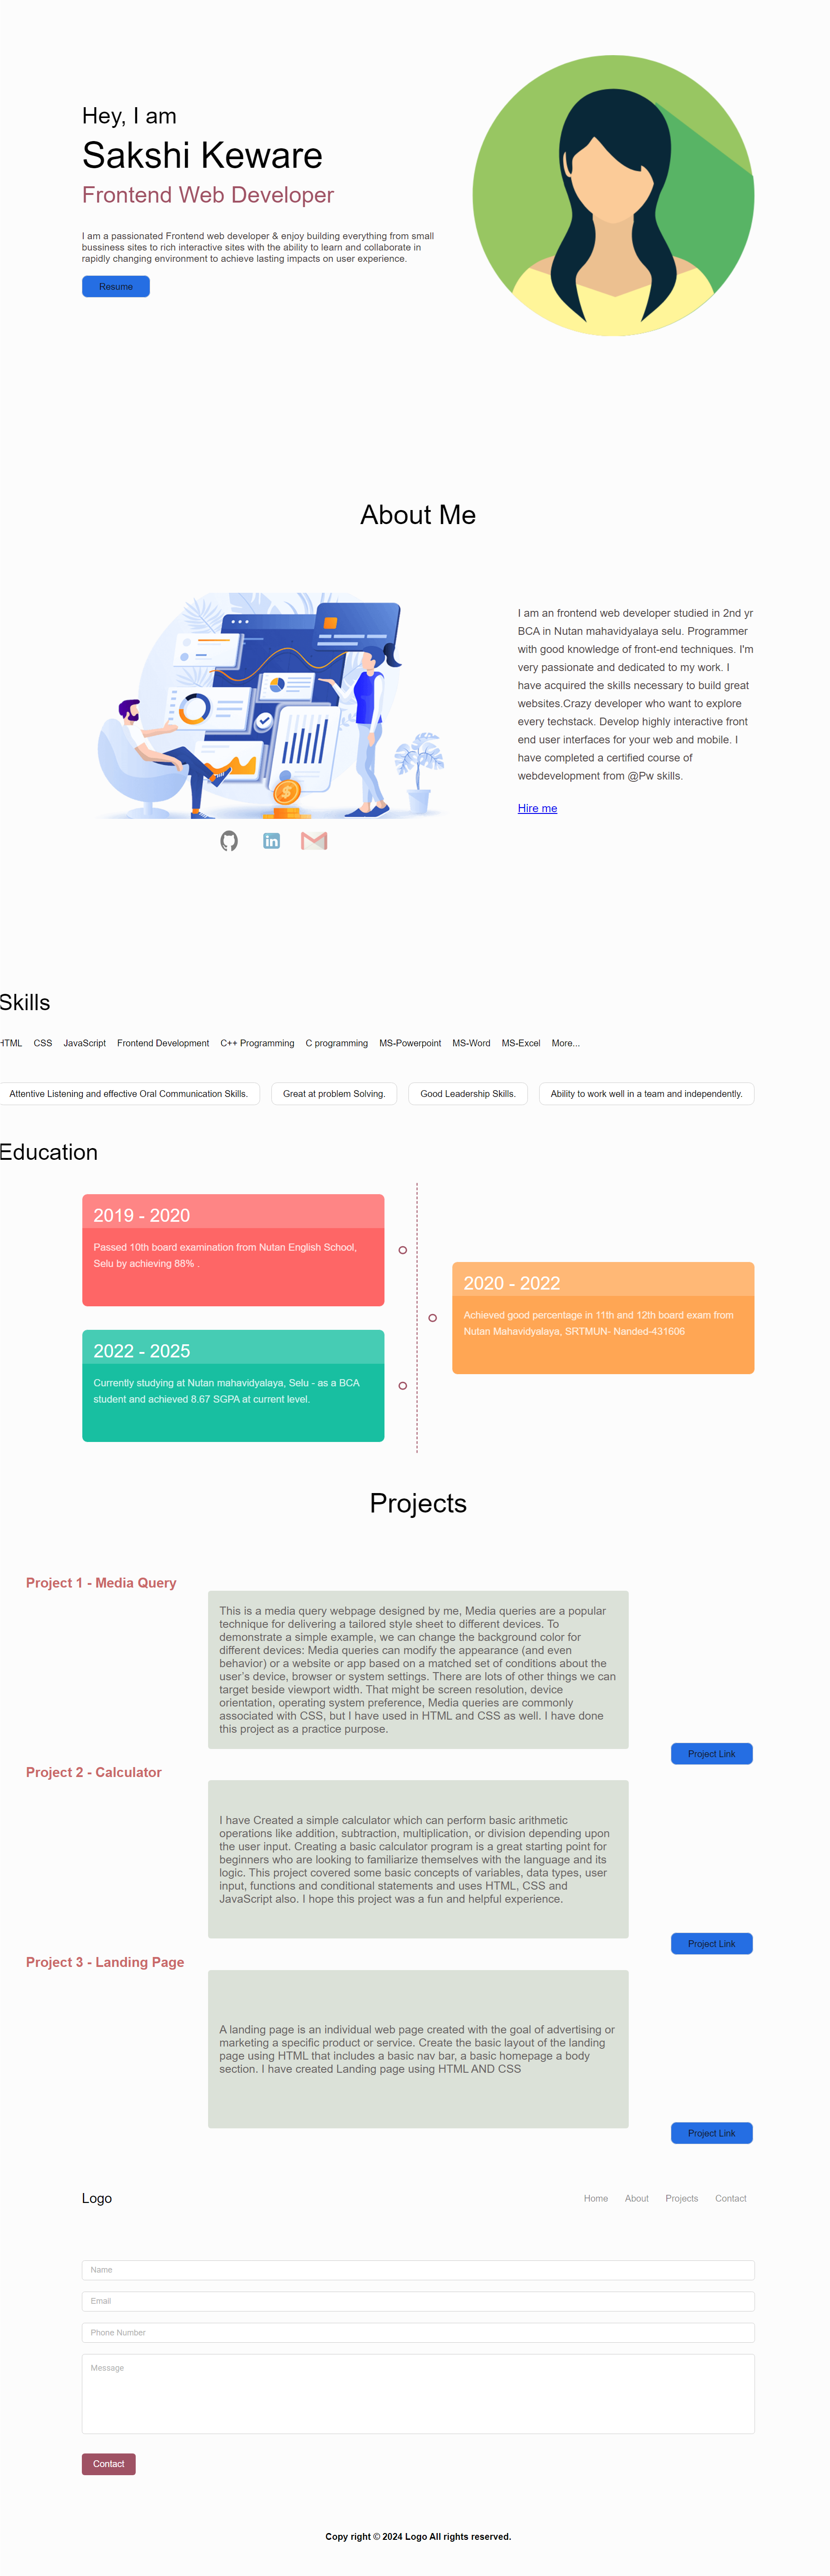 Hey, I am
Sakshi Keware
Frontend Web Developer
I am a passionated Frontend web developer & enjoy building everything from small
bussiness sites to rich interactive sites with the ability to learn and collaborate in
rapidly changing environment to achieve lasting impacts on user experience.
Resume
About Me
I am an frontend web developer studied in 2nd yr
BCA in Nutan mahavidyalaya selu. Programmer
with good knowledge of front-end techniques. I'm
very passionate and dedicated to my work. I
have acquired the skills necessary to build great
websites.Crazy developer who want to explore
every techstack. Develop highly interactive front
end user interfaces for your web and mobile. I
have completed a certified course of
webdevelopment from @Pw skills.
Hire me
in
Skills
HTML CSS JavaScript Frontend Development C++ Programming C programming MS-Powerpoint MS-Word MS-Excel More...
Attentive Listening and effective Oral Communication Skills. Great at problem Solving. Good Leadership Skills. Ability to work well in a team and independently.
Education
2019 - 2020
Passed 10th board examination from Nutan English School,
Selu by achieving 88% .
2020 - 2022
Achieved good percentage in 11th and 12th board exam from
Nutan Mahavidyalaya, SRTMUN- Nanded-431606
2022 - 2025
Currently studying at Nutan mahavidyalaya, Selu - as a BCA
student and achieved 8.67 SGPA at current level.
Projects
Project 1 - Media Query
This is a media query webpage designed by me, Media queries are a popular
technique for delivering a tailored style sheet to different devices. To
demonstrate a simple example, we can change the background color for
different devices: Media queries can modify the appearance (and even
behavior) or a website or app based on a matched set of conditions about the
user's device, browser or system settings. There are lots of other things we can
target beside viewport width. That might be screen resolution, device
orientation, operating system preference, Media queries are commonly
associated with CSS, but I have used in HTML and CSS as well. I have done
this project as a practice purpose.
Project Link
Project 2 - Calculator
I have Created a simple calculator which can perform basic arithmetic
operations like addition, subtraction, multiplication, or division depending upon
the user input. Creating a basic calculator program is a great starting point for
beginners who are looking to familiarize themselves with the language and its
logic. This project covered some basic concepts of variables, data types, user
input, functions and conditional statements and uses HTML, CSS and
JavaScript also. I hope this project was a fun and helpful experience.
Project Link
Project 3 - Landing Page
A landing page is an individual web page created with the goal of advertising or
marketing a specific product or service. Create the basic layout of the landing
page using HTML that includes a basic nav bar, a basic homepage a body
section. I have created Landing page using HTML AND CSS
Project Link
Logo Home About Projects Contact
Name
Email
Phone Number
Message
Contact
Copy right © 2024 Logo All rights reserved.